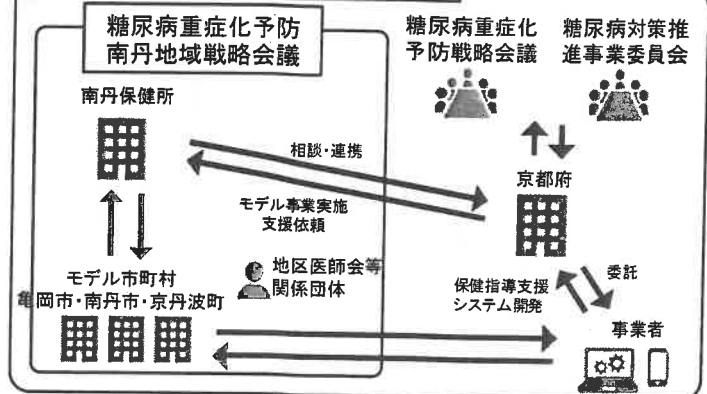 糖尿病重症化予防
南丹地域戦略会議
糖尿病重症化
予防戦略会議
糖尿病対策推
進事業委員会
南丹保健所
相談・連携
京都府
モデル事業実施
支援依頼
モデル市町村
亀岡市・南丹市・京丹波町
地区医師会等
関係団体
保健指導支援
システム開発
委託
事業者